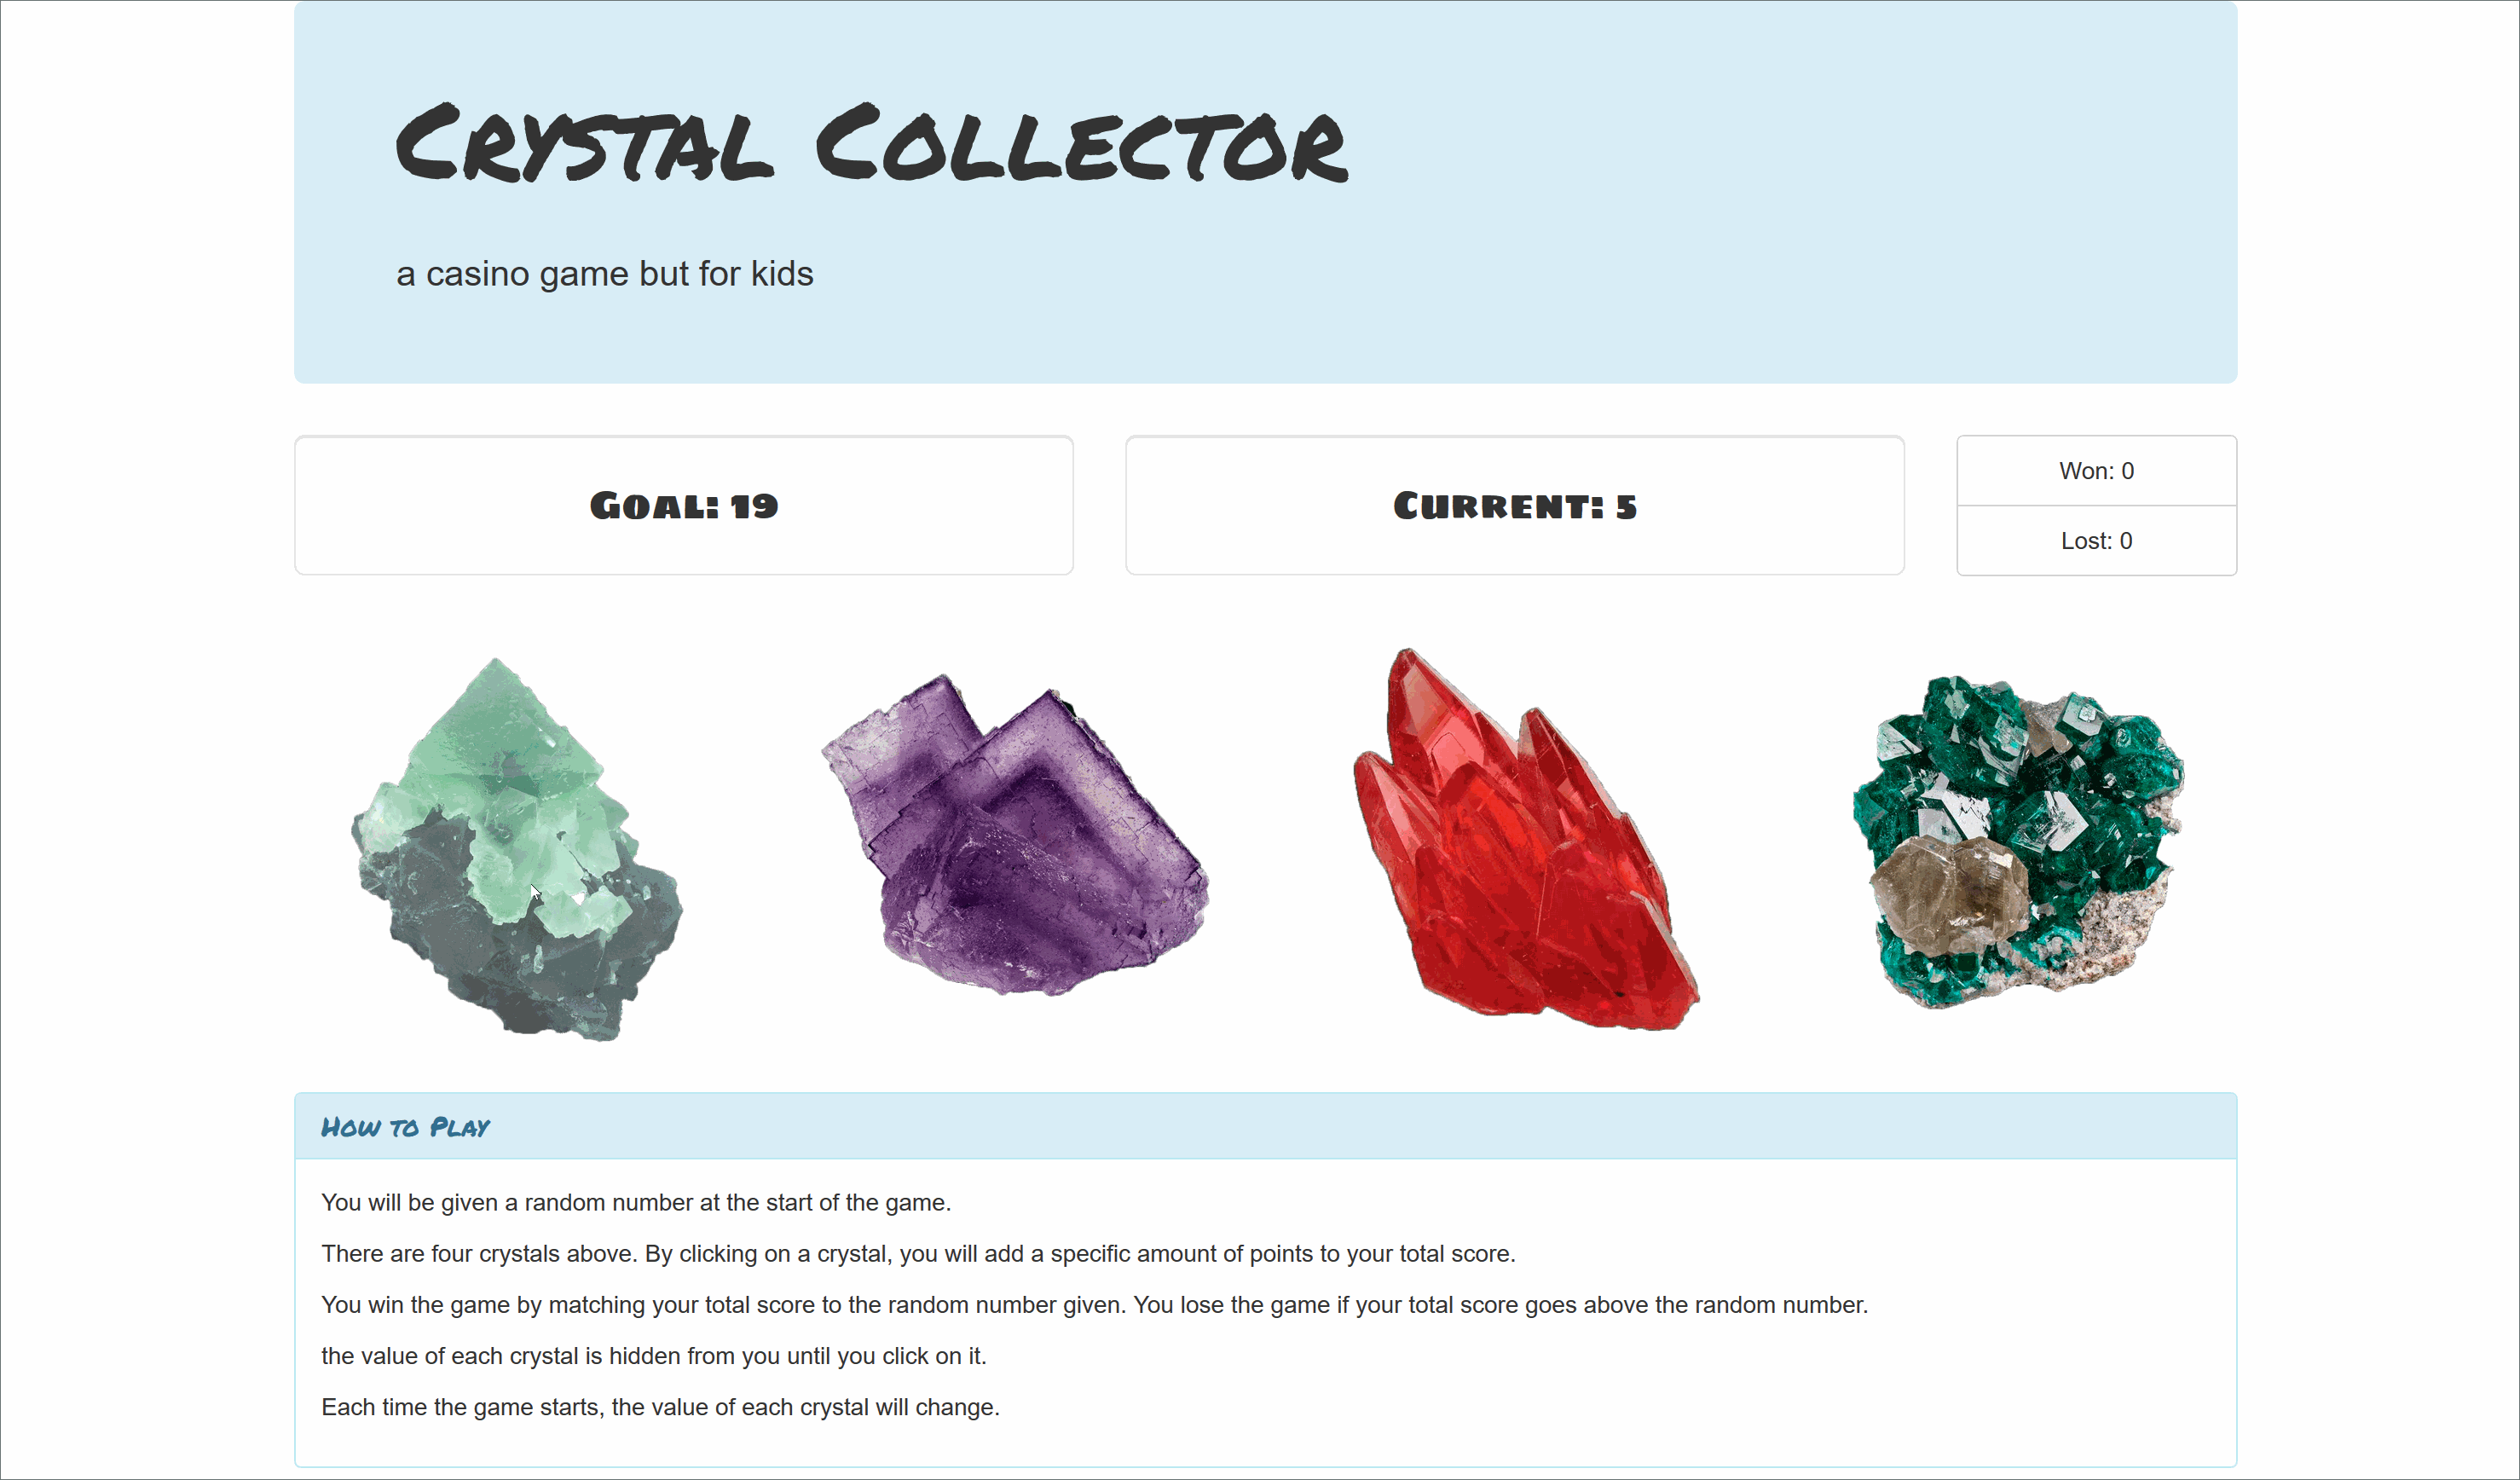 Crystal Collector
a casino game but for kids
Goal: 19
Current: 5
Won: 0
Lost: 0
How to Play
You will be given a random number at the start of the game.
There are four crystals above. By clicking on a crystal, you will add a specific amount of points to your total score.
You win the game by matching your total score to the random number given. You lose the game if your total score goes above the random number.
the value of each crystal is hidden from you until you click on it.
Each time the game starts, the value of each crystal will change.